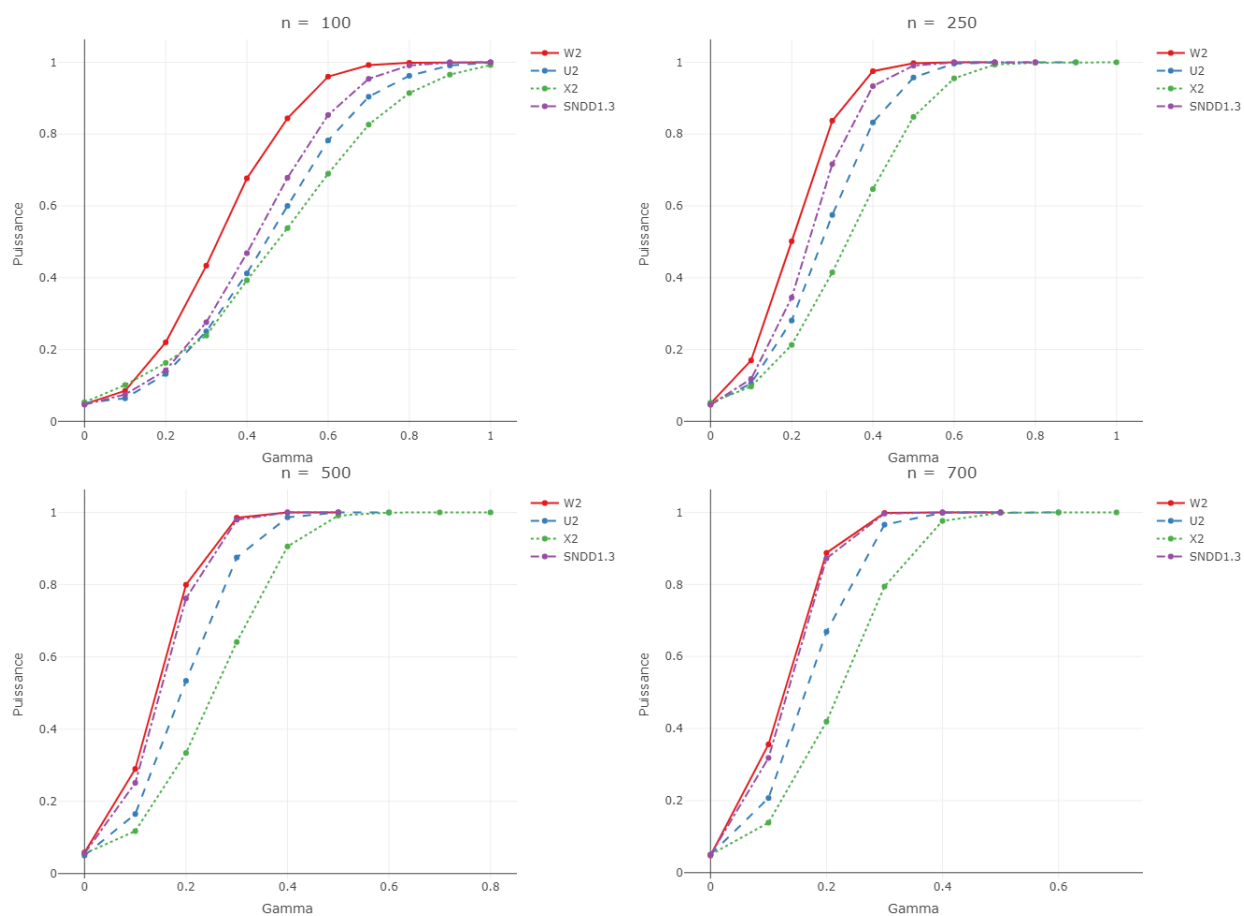 n = 100
W2
U2
X2
SNDD1.3
1
0.8
0.6
0.4
0.2
0
Puissance
0 0.2 0.4 0.6 0.8 1
Gamma
n = 250
W2
U2
X2
SNDD1.3
1
0.8
0.6
0.4
0.2
0
Puissance
0 0.2 0.4 0.6 0.8 1
Gamma
n = 500
W2
U2
X2
SNDD1.3
1
0.8
0.6
0.4
0.2
0
Puissance
0 0.2 0.4 0.6 0.8
Gamma
n = 700
W2
U2
X2
SNDD1.3
1
0.8
0.6
0.4
0.2
0
Puissance
0 0.2 0.4 0.6
Gamma